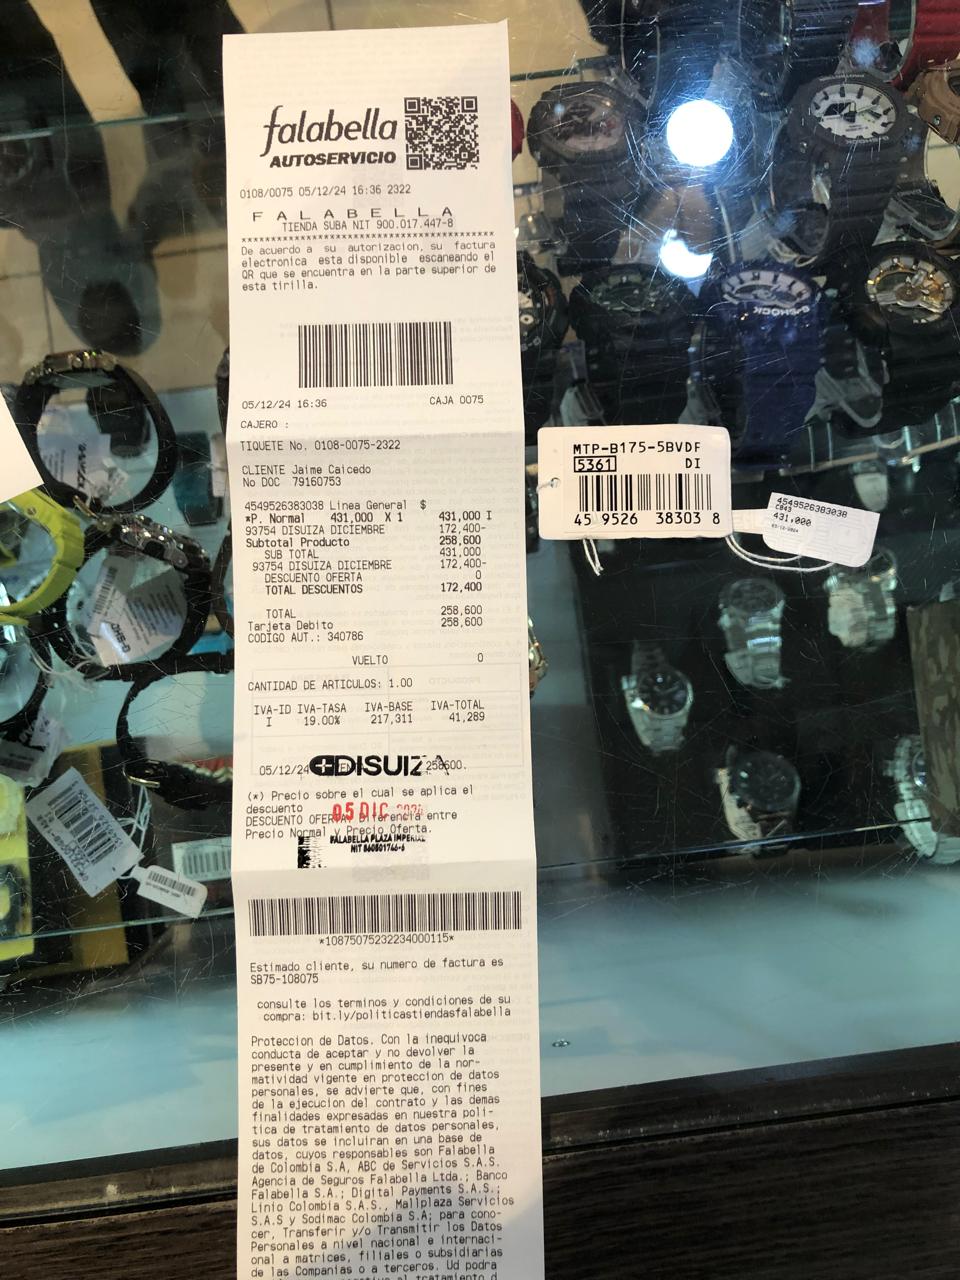 falabella
AUTOSERVICIO
0108/0075 05/12/24 16:36 2322
F A L A B E L L A
TIENDA SUBA NIT 900.017.447-8
****************************************
De acuerdo a su autorizacion, su factura
electronica esta disponible escaneando el
QR que se encuentra en la parte superior de
esta tirilla.
05/12/24 16:36 CAJA 0075
CAJERO :
TIQUETE No. 0108-0075-2322
CLIENTE Jaime Caicedo
No DOC 79160753
4549526383038 Linea General $
*P. Normal 431,000 X 1 431,000 I
93754 DISUIZA DICIEMBRE 172,400-
Subtotal Producto 258,600
SUB TOTAL 431,000
93754 DISUIZA DICIEMBRE 172,400-
DESCUENTO OFERTA 0
TOTAL DESCUENTOS 172,400
TOTAL 258,600
Tarjeta Debito 258,600
CODIGO AUT.: 340786
VUELTO 0
CANTIDAD DE ARTICULOS: 1.00
IVA-ID IVA-TASA IVA-BASE IVA-TOTAL
I 19.00% 217,311 41,289
05/12/24 DISUIZA 258600.
(*) Precio sobre el cual se aplica el
descuento 05 DIC
DESCUENTO OFERTA: Diferencia entre
Precio Normal y Precio Oferta.
FALABELLA PLAZA IMPERIAL
NIT 860501746-6
*10875075232234000115*
Estimado cliente, su numero de factura es
SB75-108075
consulte los terminos y condiciones de su
compra: bit.ly/politicastiendasfalabella
Proteccion de Datos. Con la inequivoca
conducta de aceptar y no devolver la
presente y en cumplimiento de la nor-
matividad vigente en proteccion de datos
personales, se advierte que, con fines
de la ejecucion del contrato y las demas
finalidades expresadas en nuestra poli-
tica de tratamiento de datos personales,
sus datos se incluiran en una base de
datos, cuyos responsables son Falabella
de Colombia S.A, ABC de Servicios S.A.S.
Agencia de Seguros Falabella Ltda.; Banco
Falabella S.A.; Digital Payments S.A.S.;
Linio Colombia S.A.S., Mallplaza Servicios
S.A.S y Sodimac Colombia S.A; para cono-
cer, Transferir y/o Transmitir los Datos
Personales a nivel nacional e internaci-
onal a matrices, filiales o subsidiarias
de las Companias o a terceros. Ud podra
MTP-B175-5BVDF
5361 DI
45 9526 38303 8
4549526383038
C843
431,000
G-SHOCK